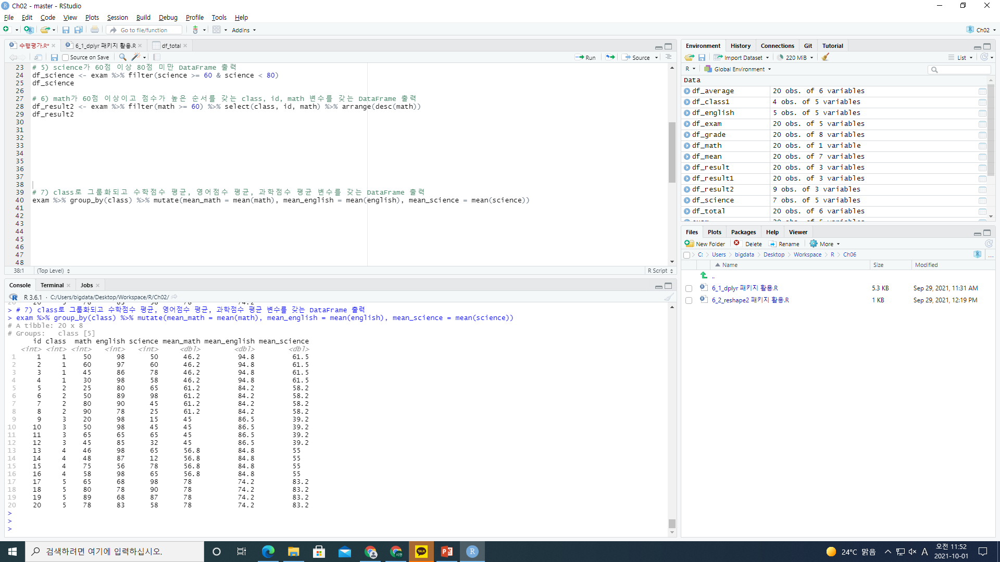 Ch02 - master - RStudio
File Edit Code View Plots Session Build Debug Profile Tools Help
Go to file/function Addins Ch02
수행평가.R* 6_1_dplyr 패키지 활용.R df_total
Source on Save Run Source
23 # 5) science가 60점 이상 80점 미만 DataFrame 출력
24 df_science <- exam %>% filter(science >= 60 & science < 80)
25 df_science
26
27 # 6) math가 60점 이상이고 점수가 높은 순서를 갖는 class, id, math 변수를 갖는 DataFrame 출력
28 df_result2 <- exam %>% filter(math >= 60) %>% select(class, id, math) %>% arrange(desc(math))
29 df_result2
30
31
32
33
34
35
36
37
38
39 # 7) class로 그룹화되고 수학점수 평균, 영어점수 평균, 과학점수 평균 변수를 갖는 DataFrame 출력
40 exam %>% group_by(class) %>% mutate(mean_math = mean(math), mean_english = mean(english), mean_science = mean(science))
41
42
43
44
45
46
47
48
38:1 (Top Level) R Script
Console Terminal Jobs
R 3.6.1 · C:/Users/bigdata/Desktop/Workspace/R/Ch02/
20 20 5 78 83 58 78 74.2
> # 7) class로 그룹화되고 수학점수 평균, 영어점수 평균, 과학점수 평균 변수를 갖는 DataFrame 출력
> exam %>% group_by(class) %>% mutate(mean_math = mean(math), mean_english = mean(english), mean_science = mean(science))
# A tibble: 20 x 8
# Groups: class [5]
id class math english science mean_math mean_english mean_science
<int> <int> <int> <int> <int> <dbl> <dbl> <dbl>
1 1 1 50 98 50 46.2 94.8 61.5
2 2 1 60 97 60 46.2 94.8 61.5
3 3 1 45 86 78 46.2 94.8 61.5
4 4 1 30 98 58 46.2 94.8 61.5
5 5 2 25 80 65 61.2 84.2 58.2
6 6 2 50 89 98 61.2 84.2 58.2
7 7 2 80 90 45 61.2 84.2 58.2
8 8 2 90 78 25 61.2 84.2 58.2
9 9 3 20 98 15 45 86.5 39.2
10 10 3 50 98 45 45 86.5 39.2
11 11 3 65 65 65 45 86.5 39.2
12 12 3 45 85 32 45 86.5 39.2
13 13 4 46 98 65 56.8 84.8 55
14 14 4 48 87 12 56.8 84.8 55
15 15 4 75 56 78 56.8 84.8 55
16 16 4 58 98 65 56.8 84.8 55
17 17 5 65 68 98 78 74.2 83.2
18 18 5 80 78 90 78 74.2 83.2
19 19 5 89 68 87 78 74.2 83.2
20 20 5 78 83 58 78 74.2 83.2
>
>
>
Environment History Connections Git Tutorial
Import Dataset 220 MiB List
R Global Environment
Data
df_average 20 obs. of 6 variables
df_class1 4 obs. of 5 variables
df_english 5 obs. of 5 variables
df_exam 20 obs. of 5 variables
df_grade 20 obs. of 8 variables
df_math 20 obs. of 1 variable
df_mean 20 obs. of 7 variables
df_result 20 obs. of 3 variables
df_result1 20 obs. of 3 variables
df_result2 9 obs. of 3 variables
df_science 7 obs. of 5 variables
df_total 20 obs. of 6 variables
Files Plots Packages Help Viewer
New Folder Delete Rename More
C: Users bigdata Desktop Workspace R Ch06 ...
Name Size Modified
..
6_1_dplyr 패키지 활용.R 5.3 KB Sep 29, 2021, 11:31 AM
6_2_reshape2 패키지 활용.R 1 KB Sep 29, 2021, 12:19 PM
검색하려면 여기에 입력하십시오.
TALK
시현
24°C 맑음 A 오전 11:52
2021-10-01